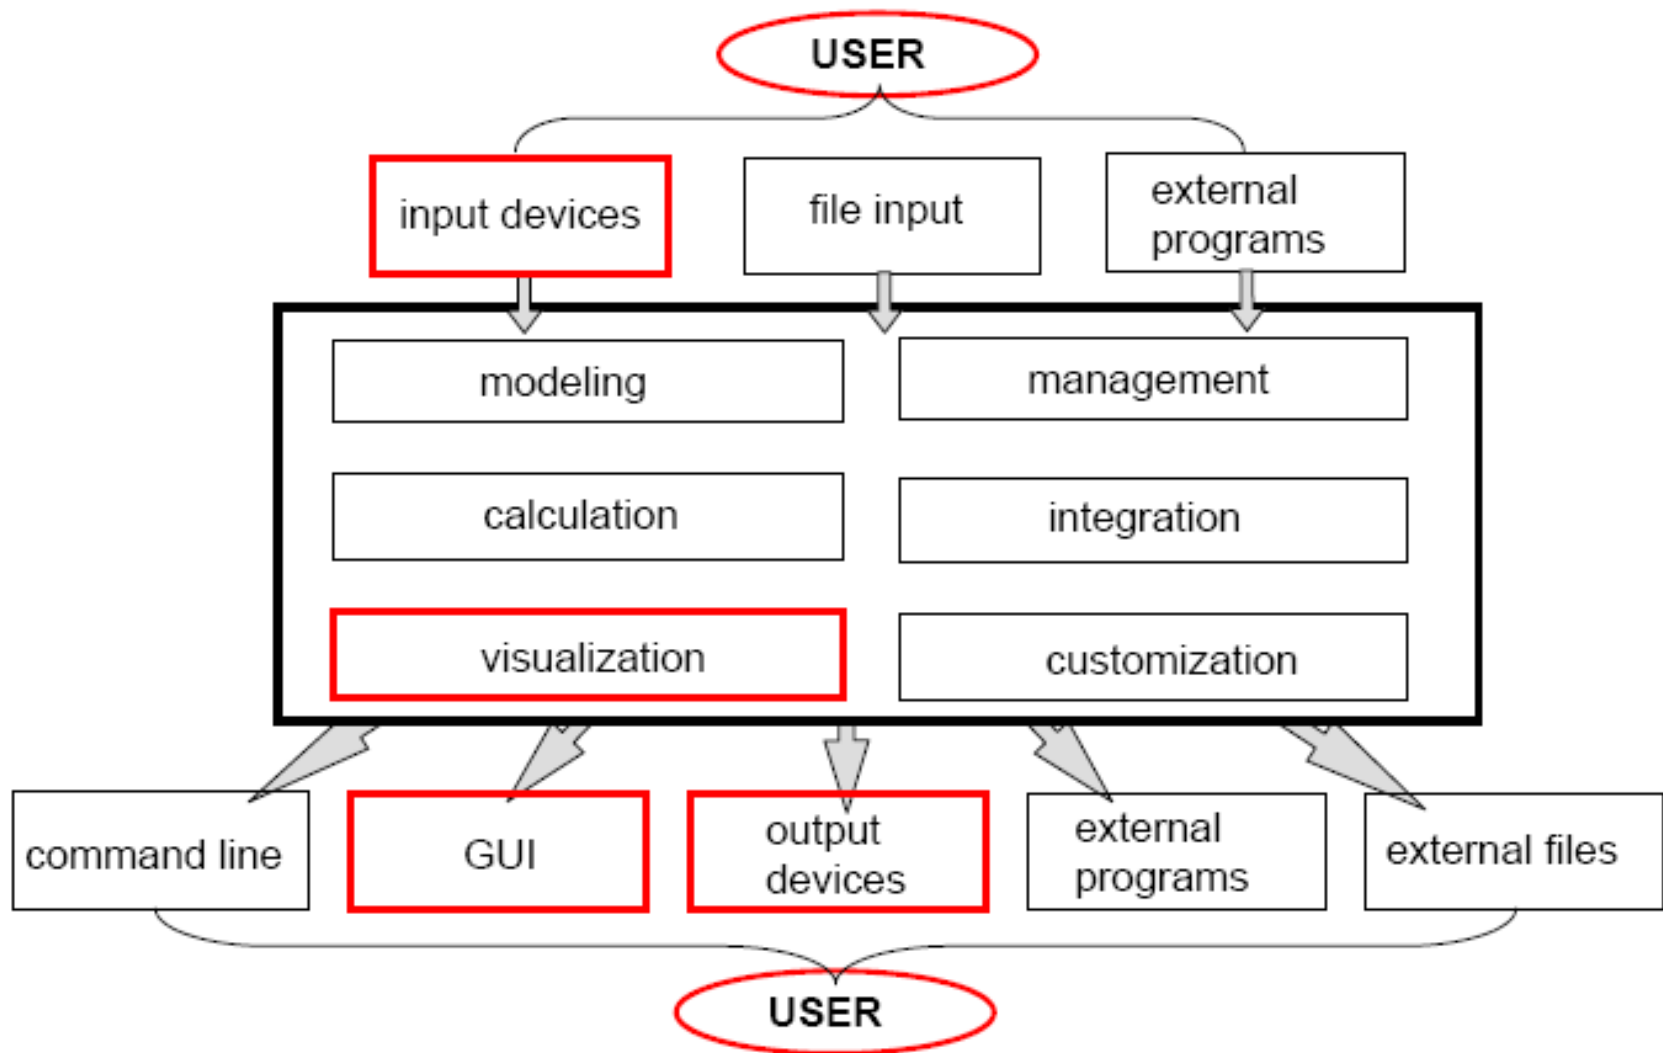 USER
input devices
file input
external
programs
modeling
management
calculation
integration
visualization
customization
command line
GUI
output
devices
external
programs
external files
USER